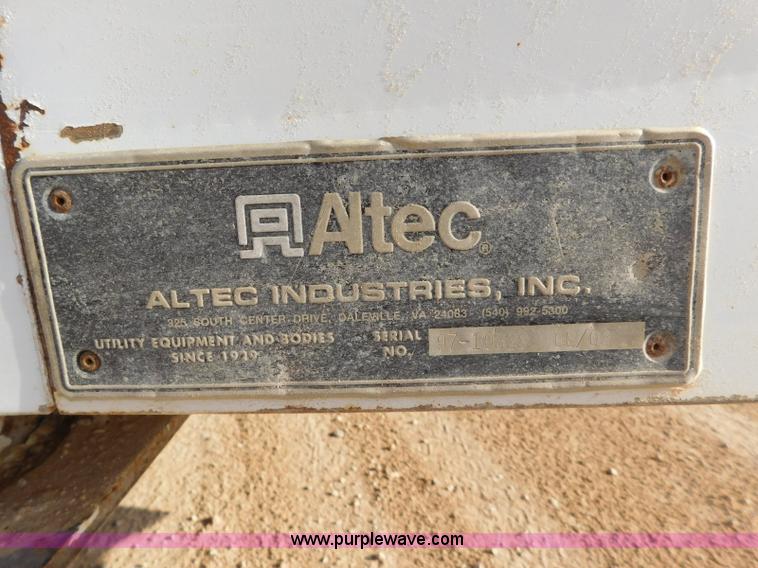 Altec®
ALTEC INDUSTRIES, INC.
325 SOUTH CENTER DRIVE, DALEVILLE, VA 24083 (540) 992-5300
UTILITY EQUIPMENT AND BODIES
SINCE 1929
SERIAL
NO.
www.purplewave.com